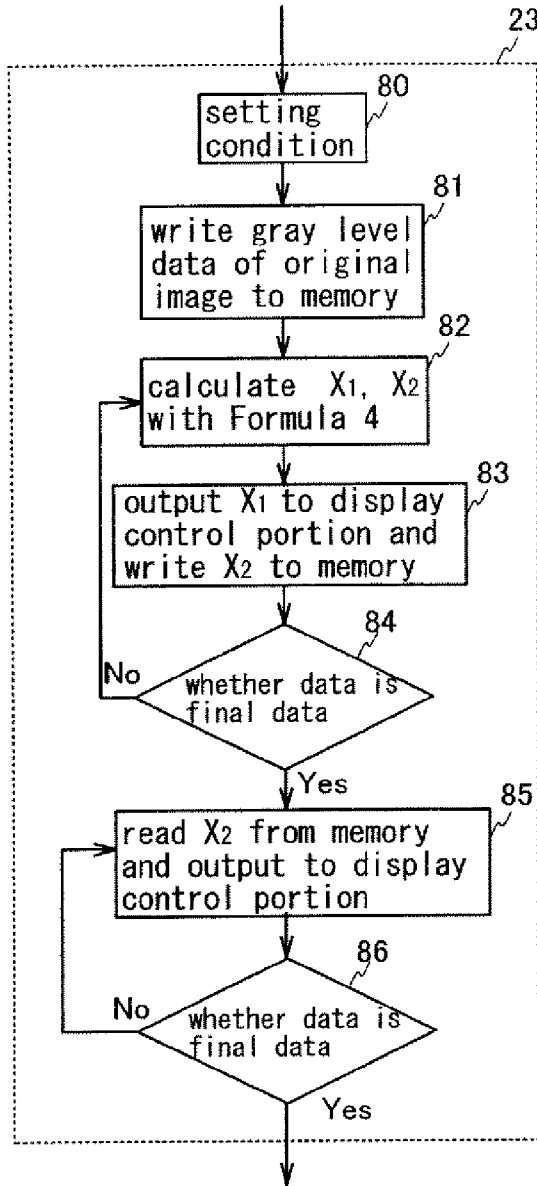 23
80
setting
condition
81
write gray level
data of original
image to memory
82
calculate X1, X2
with Formula 4
83
output X1 to display
control portion and
write X2 to memory
84
No
whether data is
final data
Yes
85
read X2 from memory
and output to display
control portion
86
No
whether data is
final data
Yes